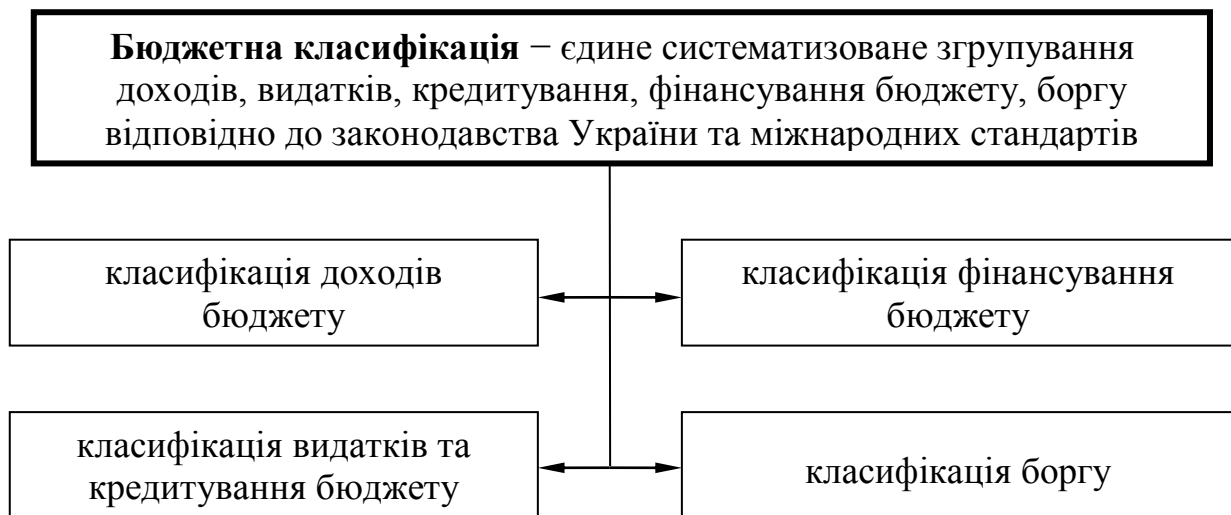 Бюджетна класифікація − єдине систематизоване згрупування
доходів, видатків, кредитування, фінансування бюджету, боргу
відповідно до законодавства України та міжнародних стандартів
класифікація доходів
бюджету
класифікація фінансування
бюджету
класифікація видатків та
кредитування бюджету
класифікація боргу